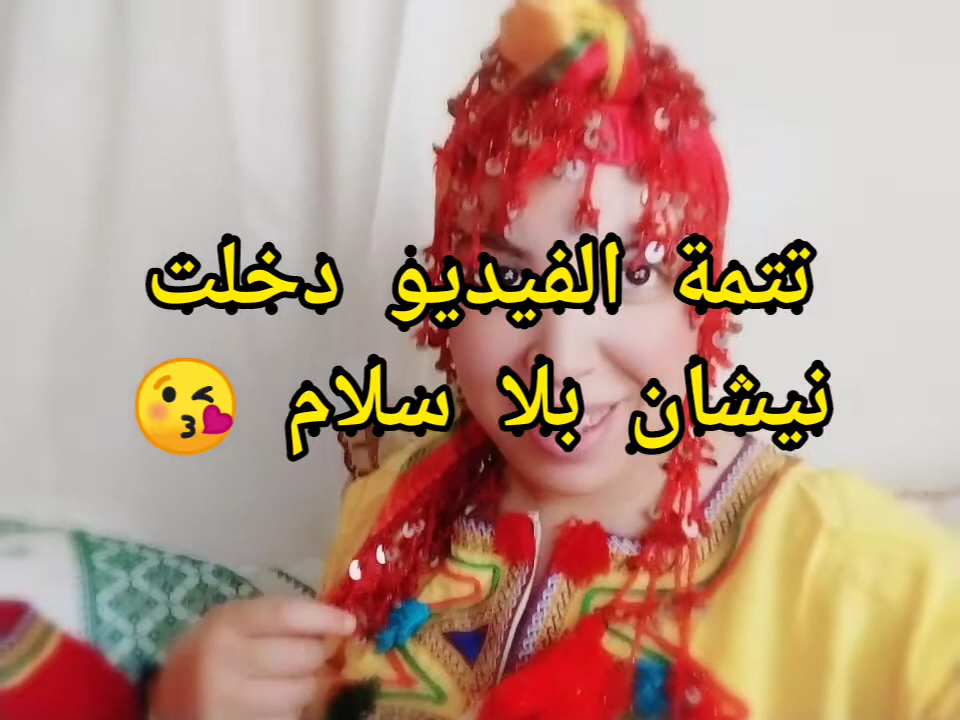 تتمة الفيديو دخلت
نيشان بلا سلام 😘